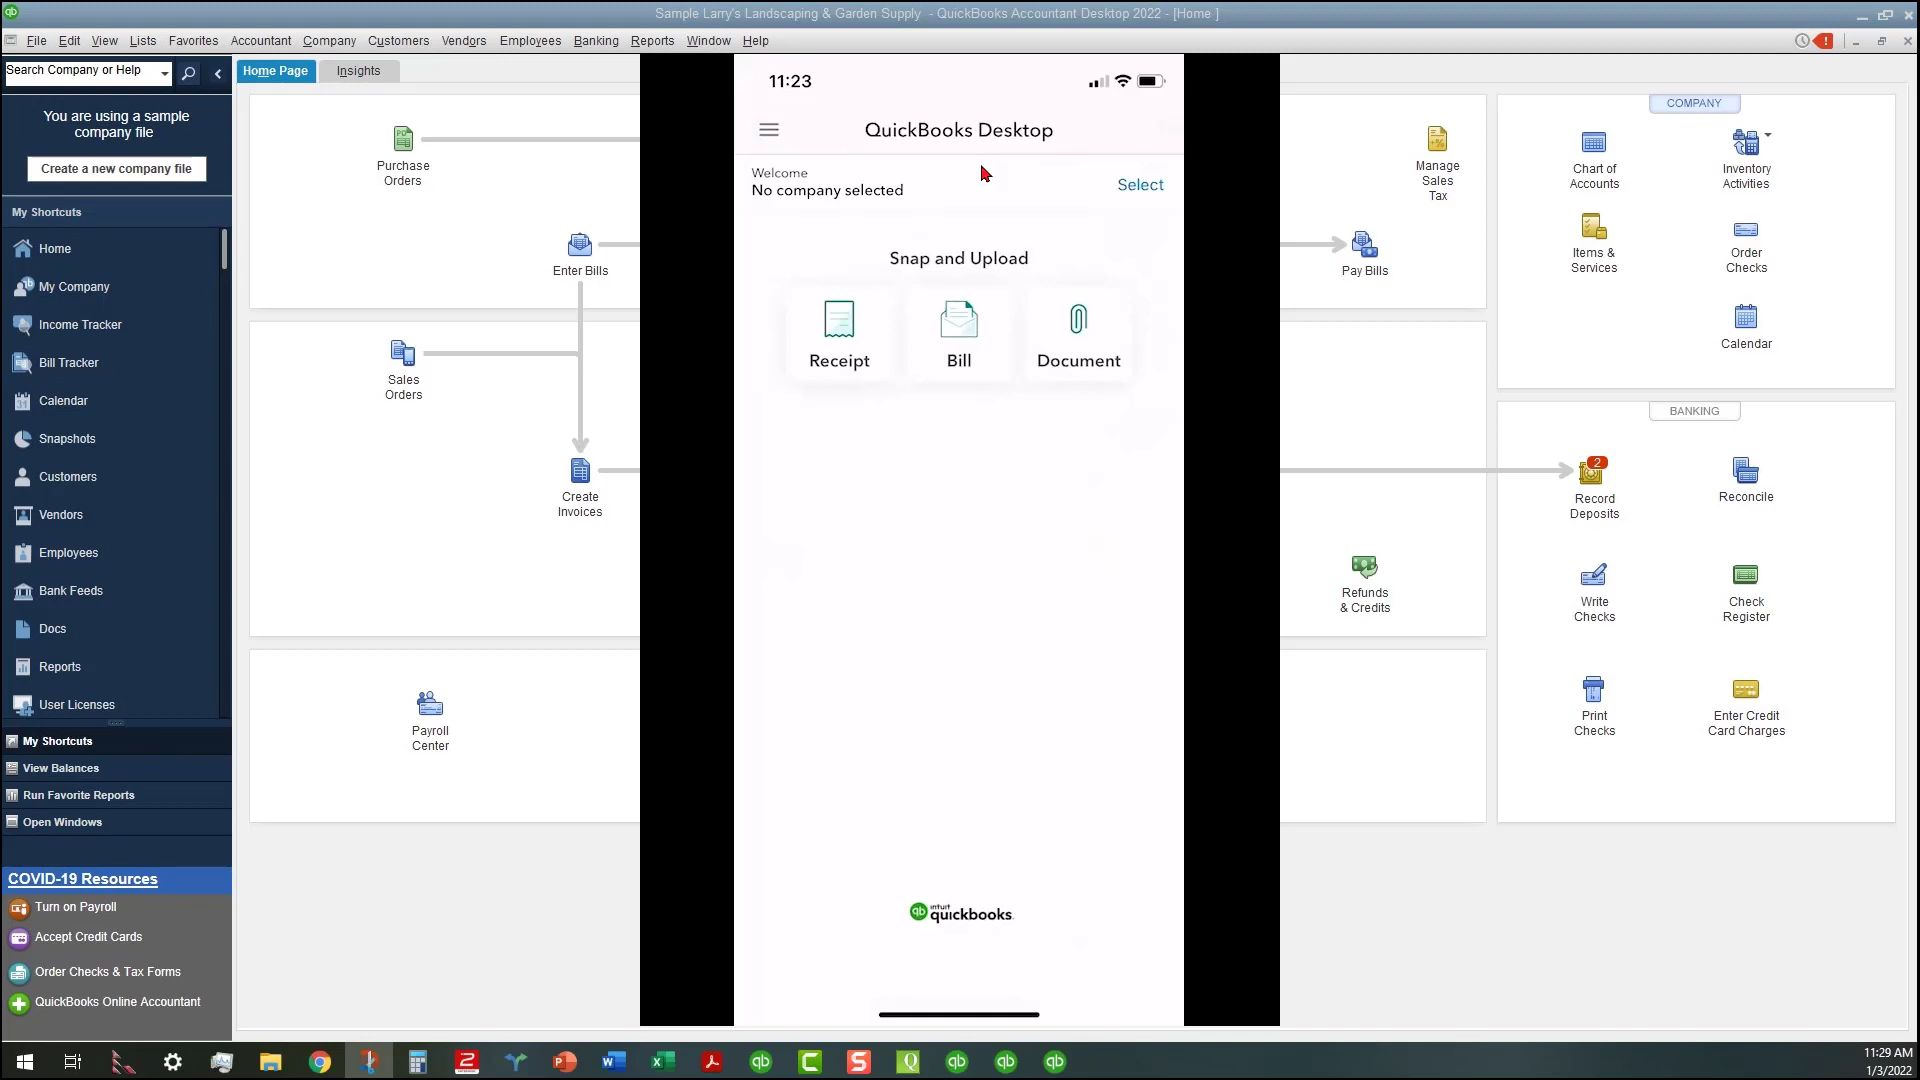 Sample Larry's Landscaping & Garden Supply - QuickBooks Accountant Desktop 2022 - [Home ]
File Edit View Lists Favorites Accountant Company Customers Vendors Employees Banking Reports Window Help
Search Company or Help
Home Page
Insights
You are using a sample
company file
Create a new company file
My Shortcuts
Home
My Company
Income Tracker
Bill Tracker
Calendar
Snapshots
Customers
Vendors
Employees
Bank Feeds
Docs
Reports
User Licenses
My Shortcuts
View Balances
Run Favorite Reports
Open Windows
COVID-19 Resources
Turn on Payroll
Accept Credit Cards
Order Checks & Tax Forms
QuickBooks Online Accountant
Purchase
Orders
Enter Bills
Sales
Orders
Create
Invoices
Payroll
Center
11:23
QuickBooks Desktop
Welcome
No company selected
Select
Snap and Upload
Receipt
Bill
Document
intuit
quickbooks
Manage
Sales
Tax
Pay Bills
Refunds
& Credits
COMPANY
Chart of
Accounts
Inventory
Activities
Items &
Services
Order
Checks
Calendar
BANKING
2
Record
Deposits
Reconcile
Write
Checks
Check
Register
Print
Checks
Enter Credit
Card Charges
11:29 AM
1/3/2022